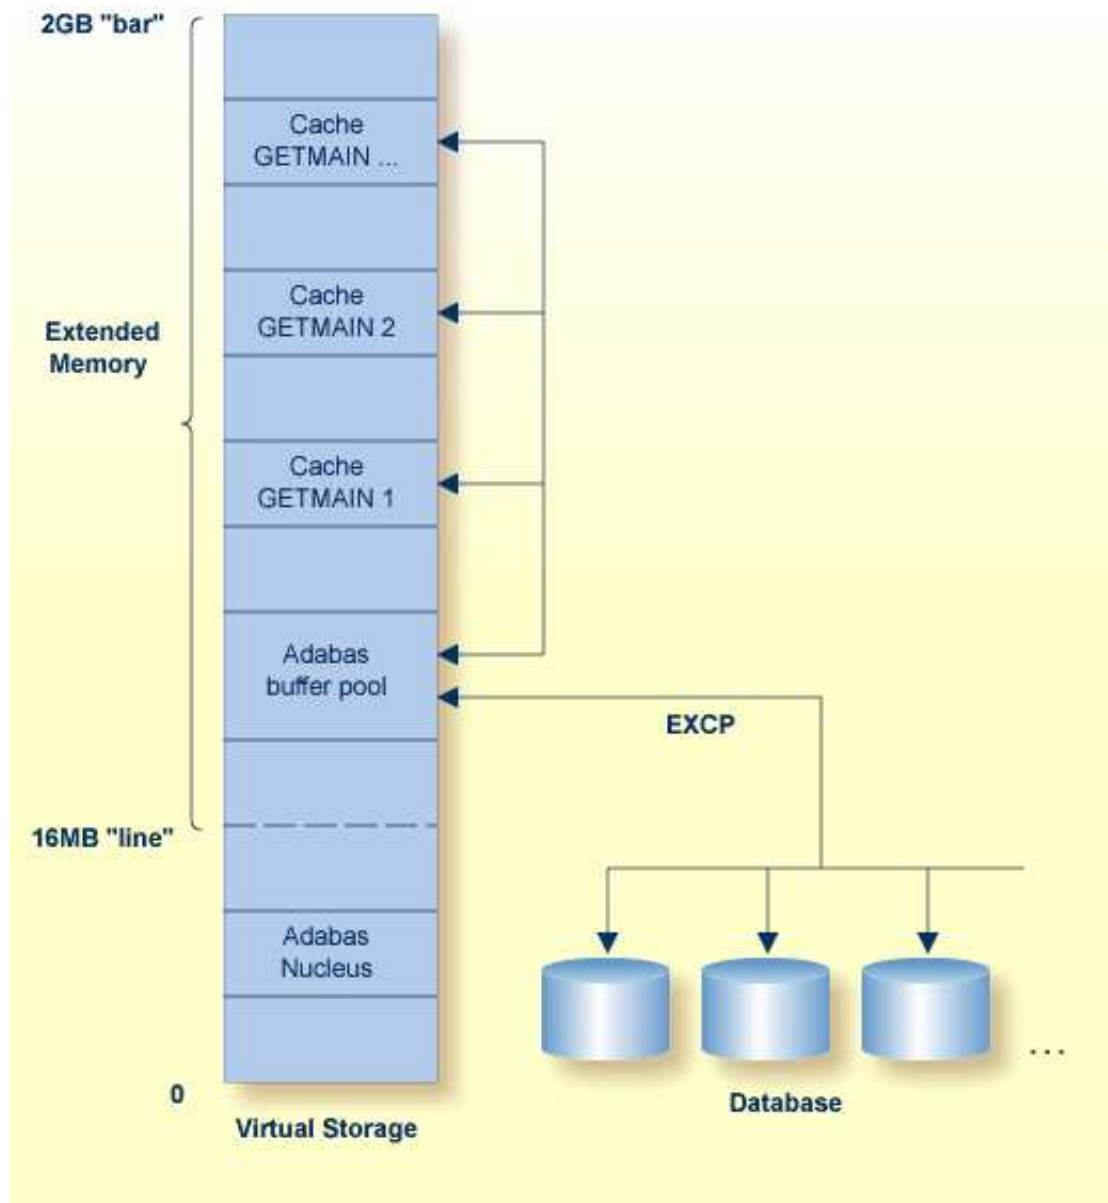 2GB "bar"
Cache
GETMAIN ...
Cache
GETMAIN 2
Extended
Memory
Cache
GETMAIN 1
Adabas
buffer pool
EXCP
16MB "line"
Adabas
Nucleus
...
0
Database
Virtual Storage